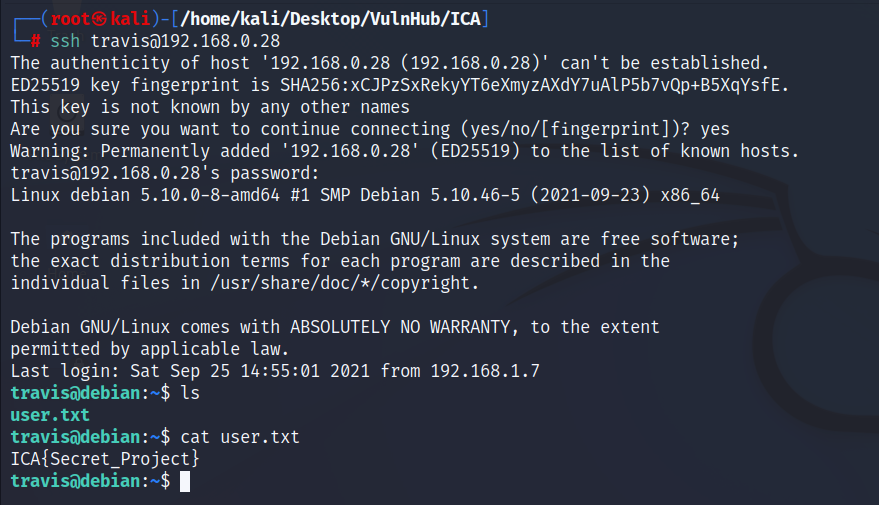 ┌──(root㉿kali)-[/home/kali/Desktop/VulnHub/ICA]
└─# ssh travis@192.168.0.28
The authenticity of host '192.168.0.28 (192.168.0.28)' can't be established.
ED25519 key fingerprint is SHA256:xCJPzSxRekyYT6eXmyzAXdY7uAlP5b7vQp+B5XqYsfE.
This key is not known by any other names
Are you sure you want to continue connecting (yes/no/[fingerprint])? yes
Warning: Permanently added '192.168.0.28' (ED25519) to the list of known hosts.
travis@192.168.0.28's password:
Linux debian 5.10.0-8-amd64 #1 SMP Debian 5.10.46-5 (2021-09-23) x86_64

The programs included with the Debian GNU/Linux system are free software;
the exact distribution terms for each program are described in the
individual files in /usr/share/doc/*/copyright.

Debian GNU/Linux comes with ABSOLUTELY NO WARRANTY, to the extent
permitted by applicable law.
Last login: Sat Sep 25 14:55:01 2021 from 192.168.1.7
travis@debian:~$ ls
user.txt
travis@debian:~$ cat user.txt
ICA{Secret_Project}
travis@debian:~$